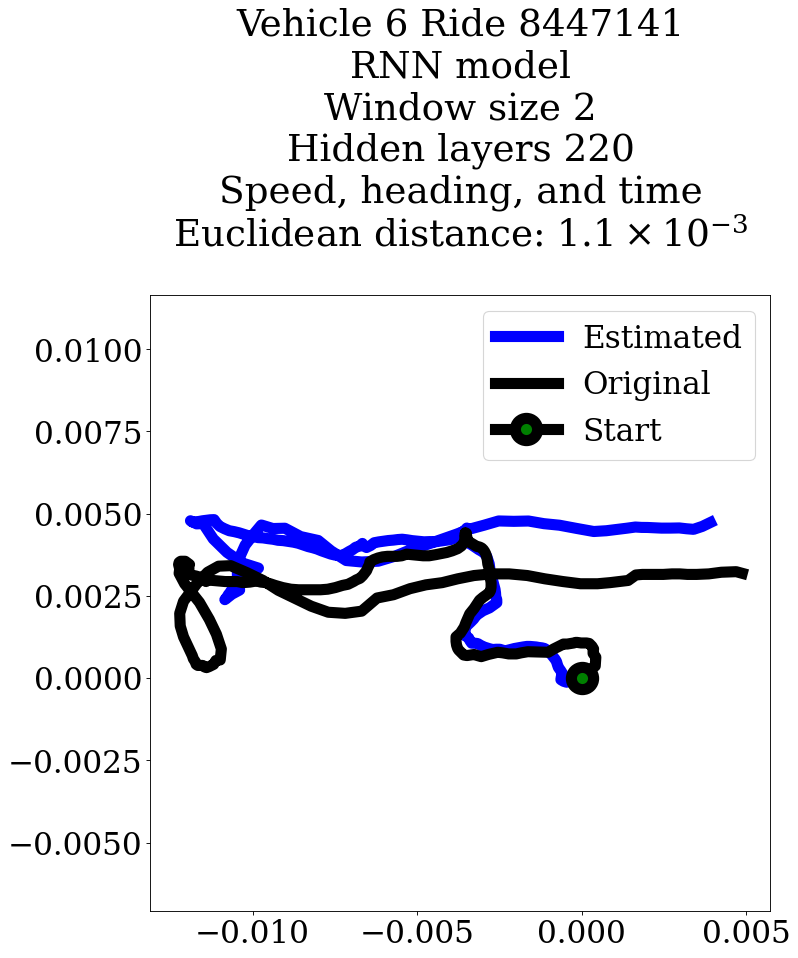 Vehicle 6 Ride 8447141
RNN model
Window size 2
Hidden layers 220
Speed, heading, and time
Euclidean distance: 1.1 × 10⁻³
Estimated
Original
Start
0.0100
0.0075
0.0050
0.0025
0.0000
−0.0025
−0.0050
−0.010 −0.005 0.000 0.005